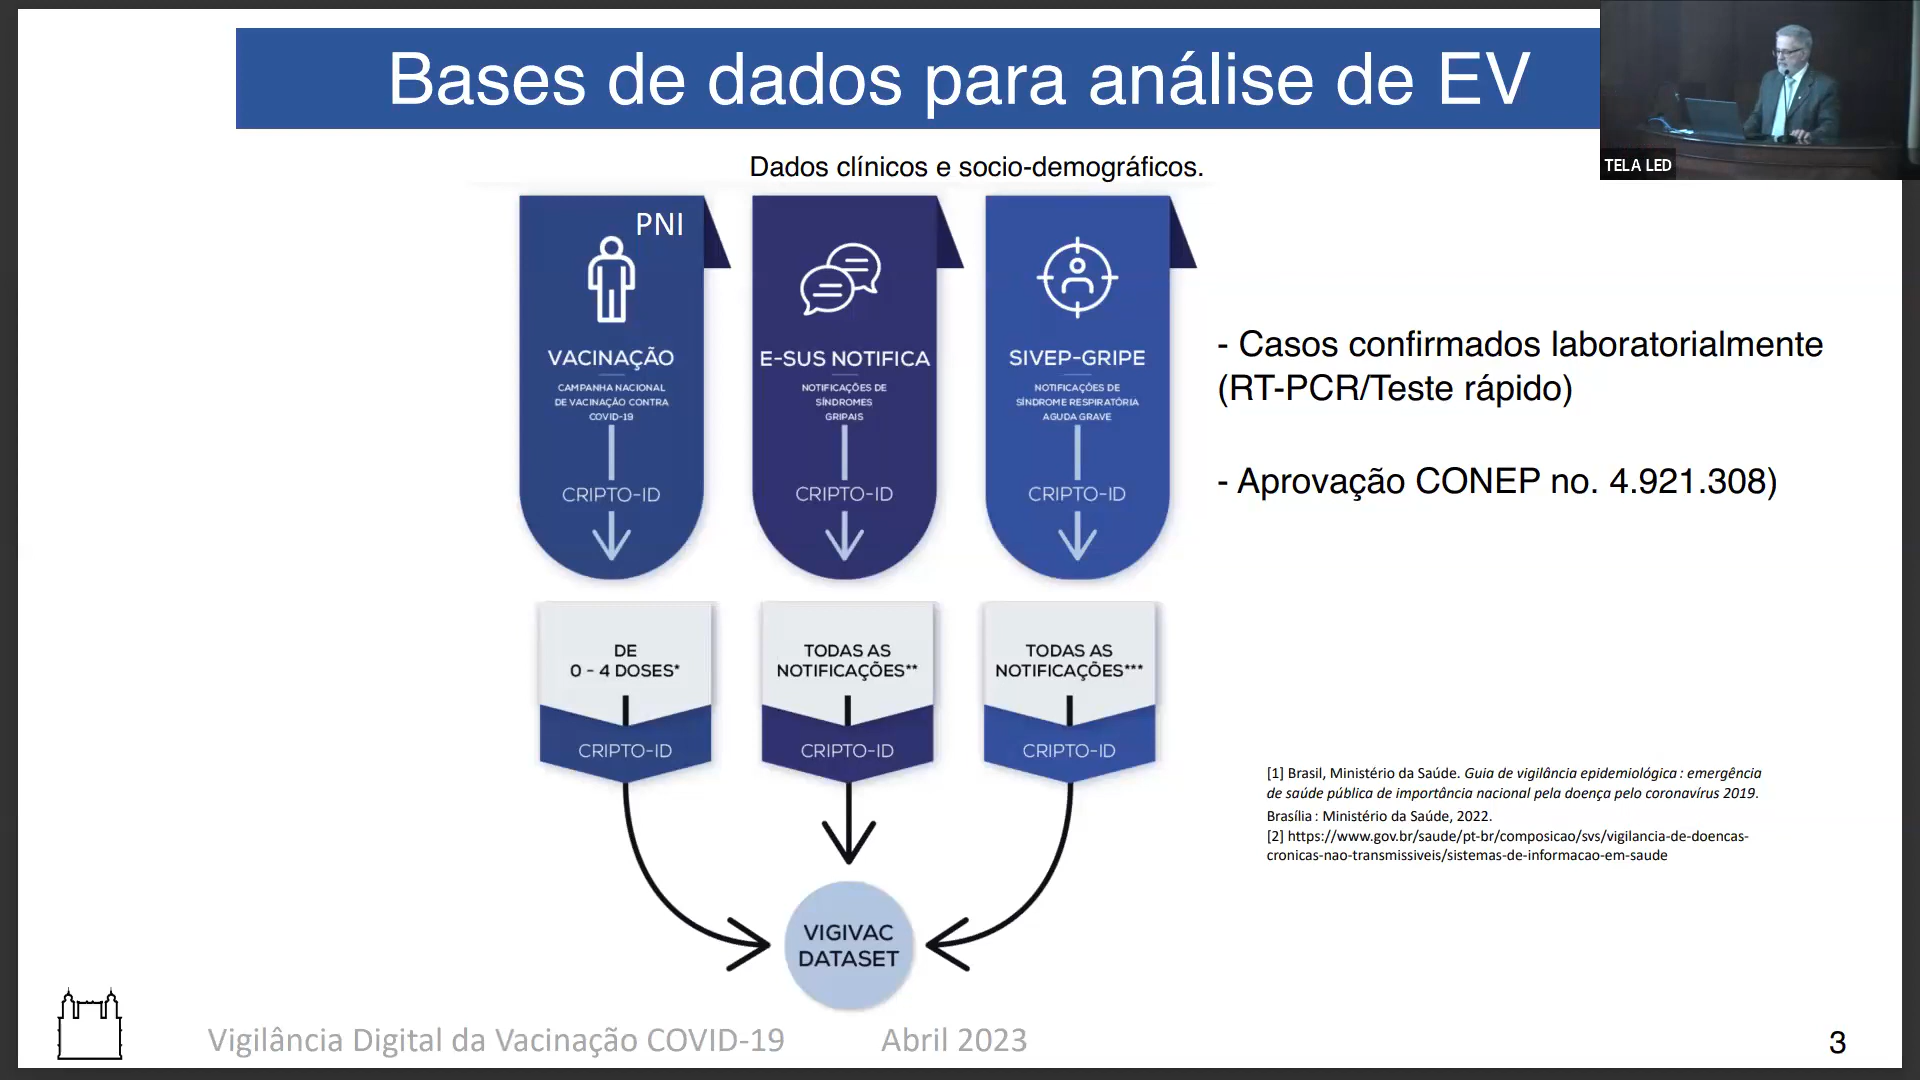 Bases de dados para análise de EV
TELA LED
Dados clínicos e socio-demográficos.
PNI
VACINAÇÃO
CAMPANHA NACIONAL
DE VACINAÇÃO CONTRA
COVID-19
CRIPTO-ID
E-SUS NOTIFICA
NOTIFICAÇÕES DE
SÍNDROMES
GRIPAIS
CRIPTO-ID
SIVEP-GRIPE
NOTIFICAÇÕES DE
SÍNDROME RESPIRATÓRIA
AGUDA GRAVE
CRIPTO-ID
- Casos confirmados laboratorialmente
(RT-PCR/Teste rápido)
- Aprovação CONEP no. 4.921.308)
DE
0 - 4 DOSES*
CRIPTO-ID
TODAS AS
NOTIFICAÇÕES**
CRIPTO-ID
TODAS AS
NOTIFICAÇÕES***
CRIPTO-ID
VIGIVAC
DATASET
[1] Brasil, Ministério da Saúde. Guia de vigilância epidemiológica : emergência
de saúde pública de importância nacional pela doença pelo coronavírus 2019.
Brasília : Ministério da Saúde, 2022.
[2] https://www.gov.br/saude/pt-br/composicao/svs/vigilancia-de-doencas-
cronicas-nao-transmissiveis/sistemas-de-informacao-em-saude
Vigilância Digital da Vacinação COVID-19
Abril 2023
3